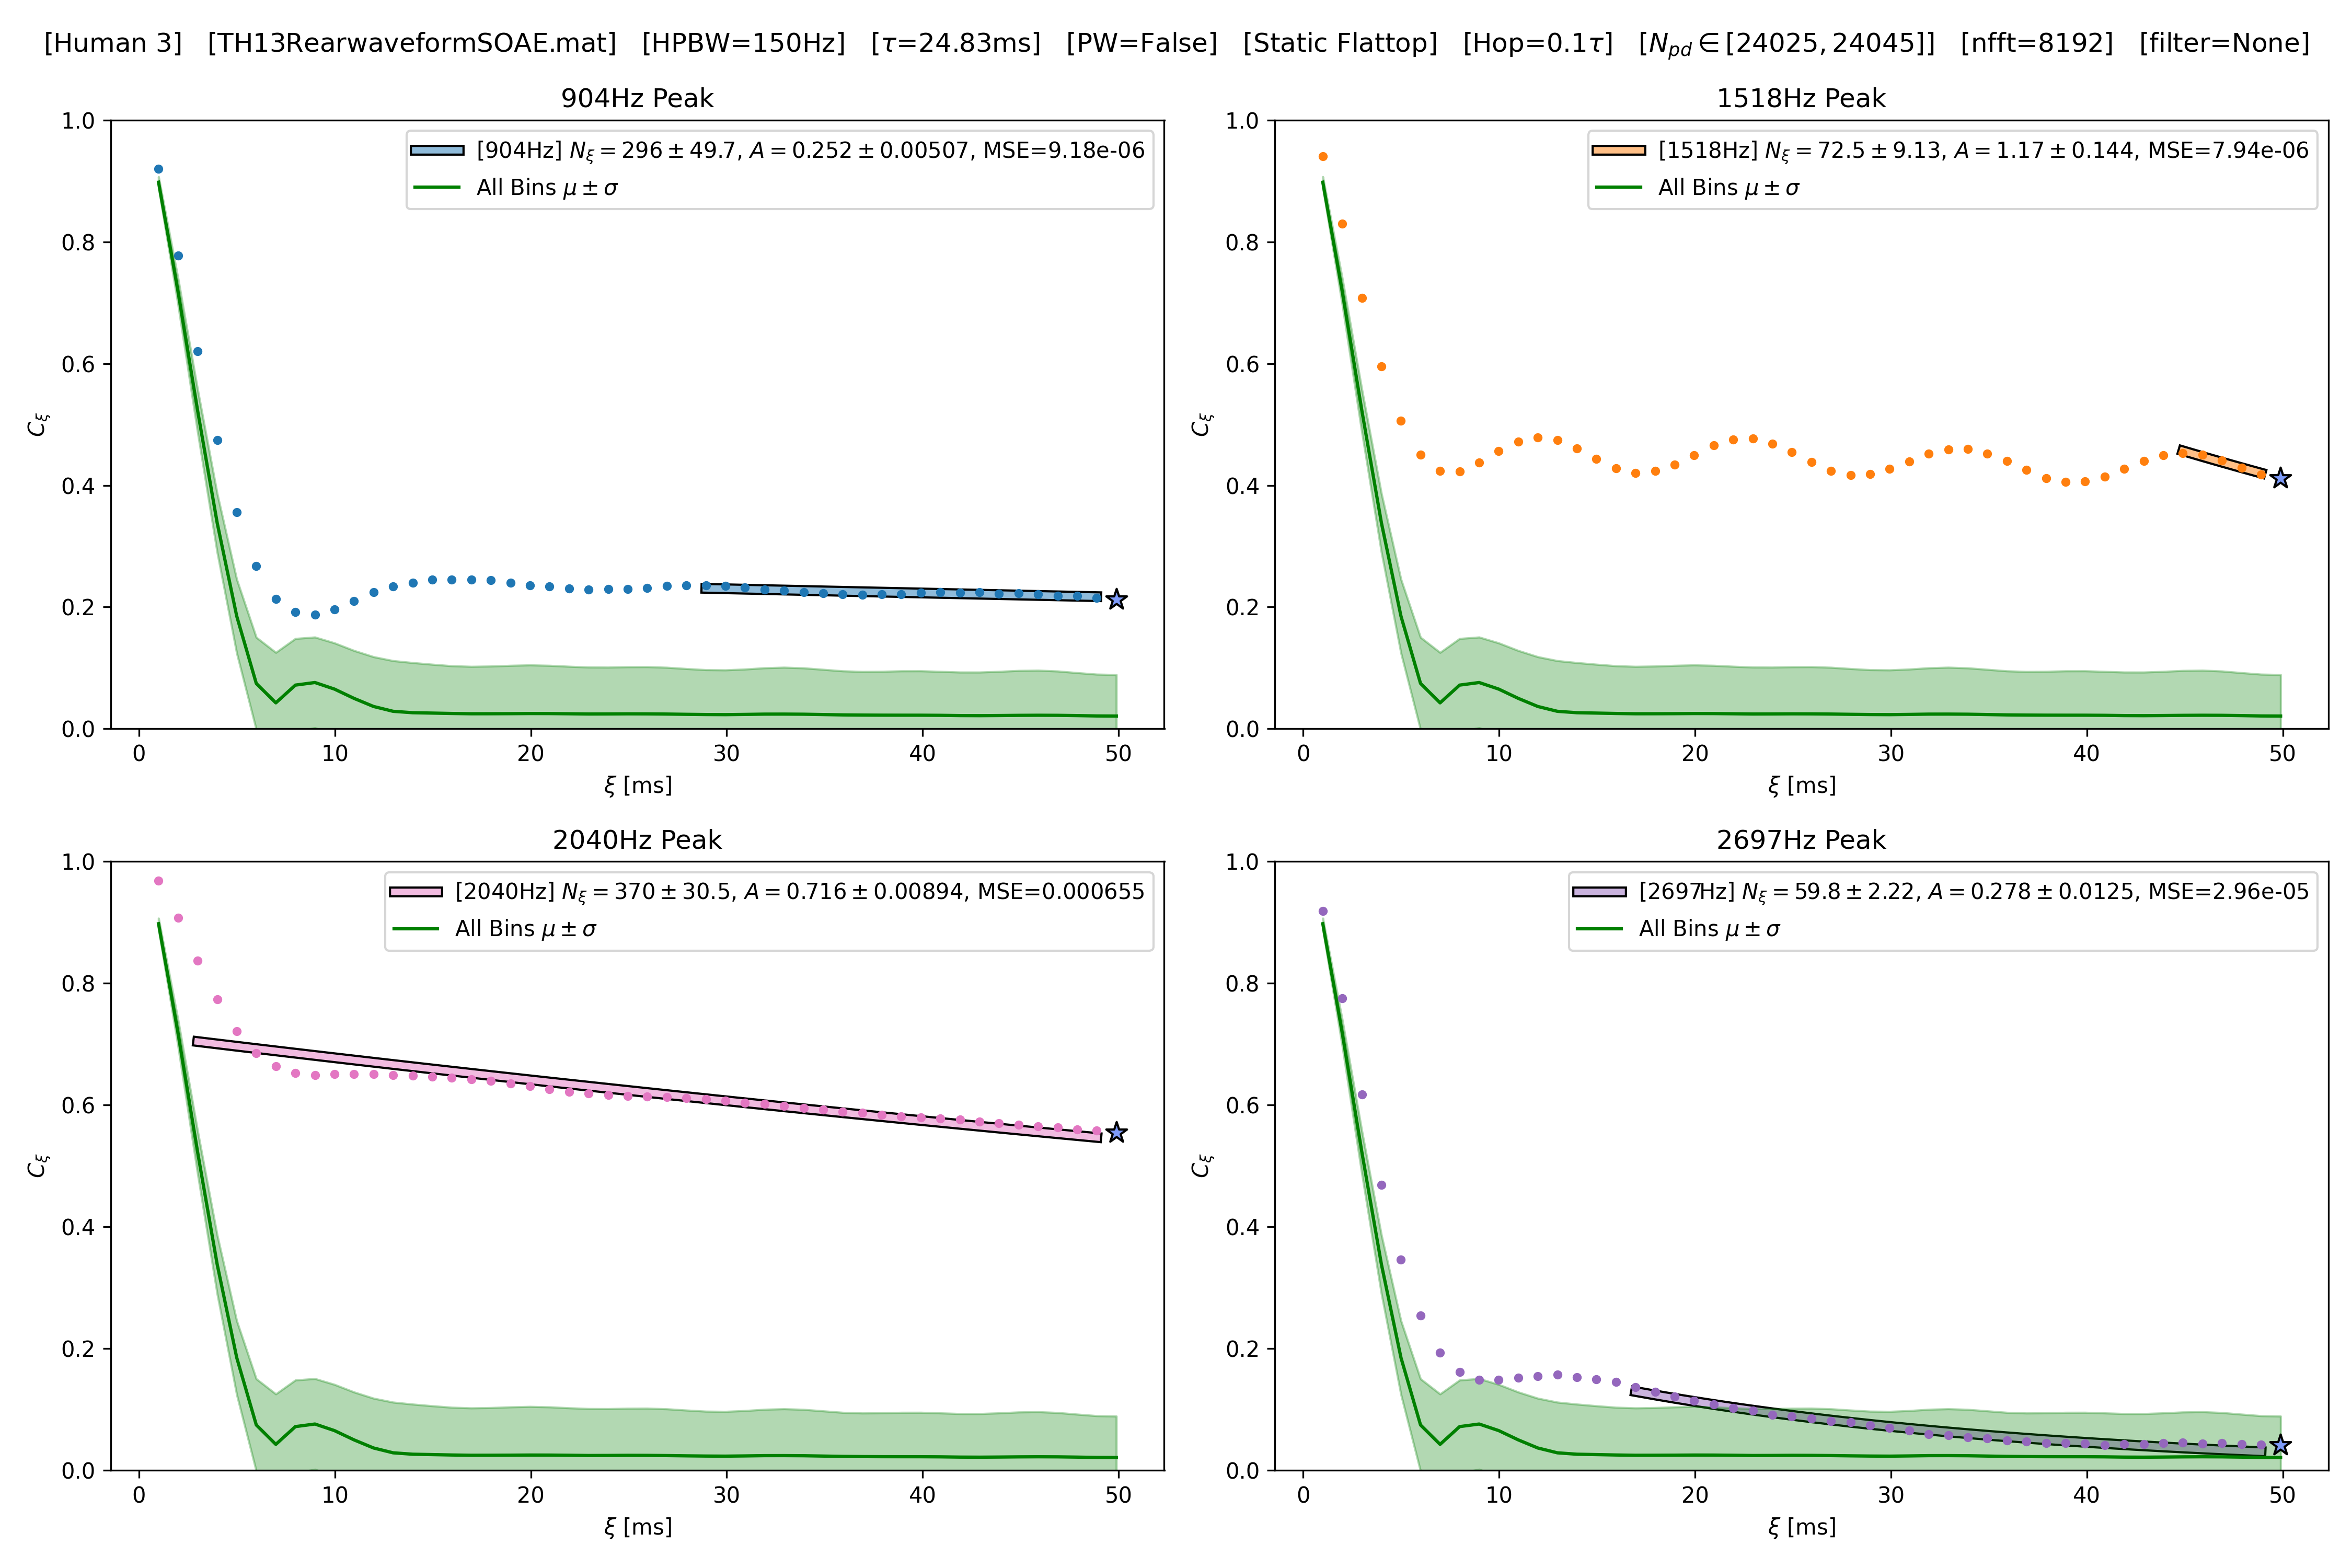 [Human 3] [TH13RearwaveformSOAE.mat] [HPBW=150Hz] [τ=24.83ms] [PW=False] [Static Flattop] [Hop=0.1τ] [N_pd ∈ [24025, 24045]] [nfft=8192] [filter=None]
904Hz Peak
[904Hz] N_ξ = 296 ± 49.7, A = 0.252 ± 0.00507, MSE=9.18e-06
All Bins μ ± σ
1.0
0.8
0.6
0.4
0.2
0.0
C_ξ
0 10 20 30 40 50
ξ [ms]
1518Hz Peak
[1518Hz] N_ξ = 72.5 ± 9.13, A = 1.17 ± 0.144, MSE=7.94e-06
All Bins μ ± σ
1.0
0.8
0.6
0.4
0.2
0.0
C_ξ
0 10 20 30 40 50
ξ [ms]
2040Hz Peak
[2040Hz] N_ξ = 370 ± 30.5, A = 0.716 ± 0.00894, MSE=0.000655
All Bins μ ± σ
1.0
0.8
0.6
0.4
0.2
0.0
C_ξ
0 10 20 30 40 50
ξ [ms]
2697Hz Peak
[2697Hz] N_ξ = 59.8 ± 2.22, A = 0.278 ± 0.0125, MSE=2.96e-05
All Bins μ ± σ
1.0
0.8
0.6
0.4
0.2
0.0
C_ξ
0 10 20 30 40 50
ξ [ms]